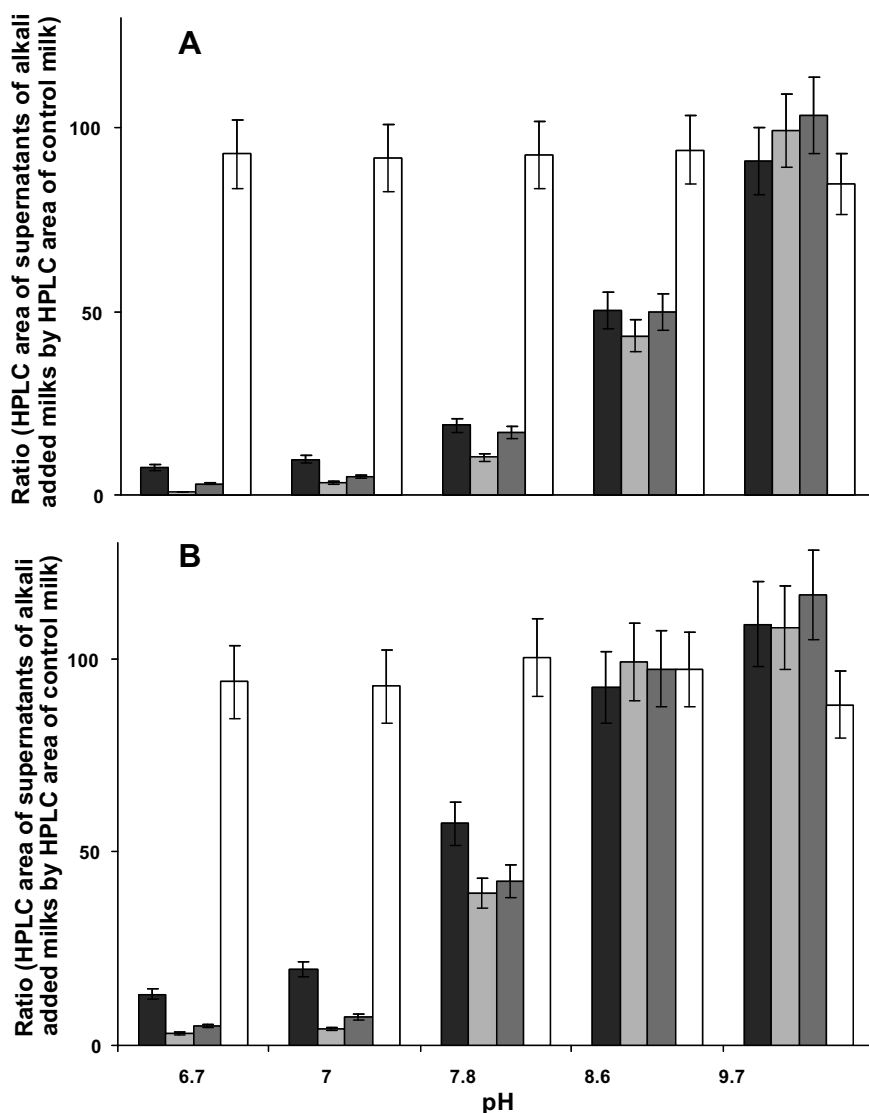 A
Ratio (HPLC area of supernatants of alkali
added milks by HPLC area of control milk)
100
50
0
B
Ratio (HPLC area of supernatants of alkali
added milks by HPLC area of control milk)
100
50
0
6.7 7 7.8 8.6 9.7
pH